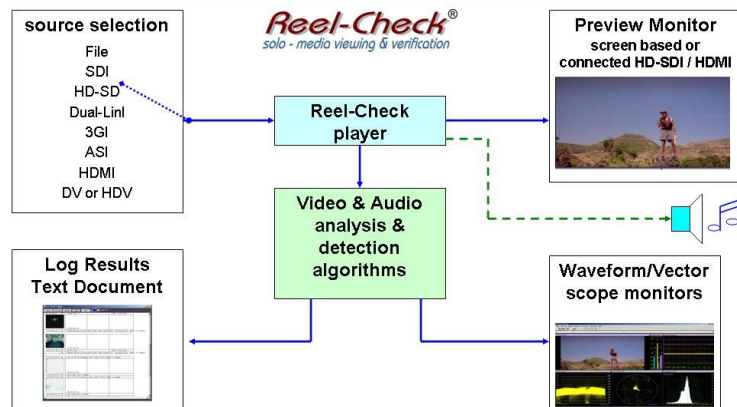 Reel-Check®
solo - media viewing & verification
source selection
File
SDI
HD-SD
Dual-Linl
3GI
ASI
HDMI
DV or HDV
Reel-Check
player
Preview Monitor
screen based or
connected HD-SDI / HDMI
Video & Audio
analysis &
detection
algorithms
Log Results
Text Document
Waveform/Vector
scope monitors